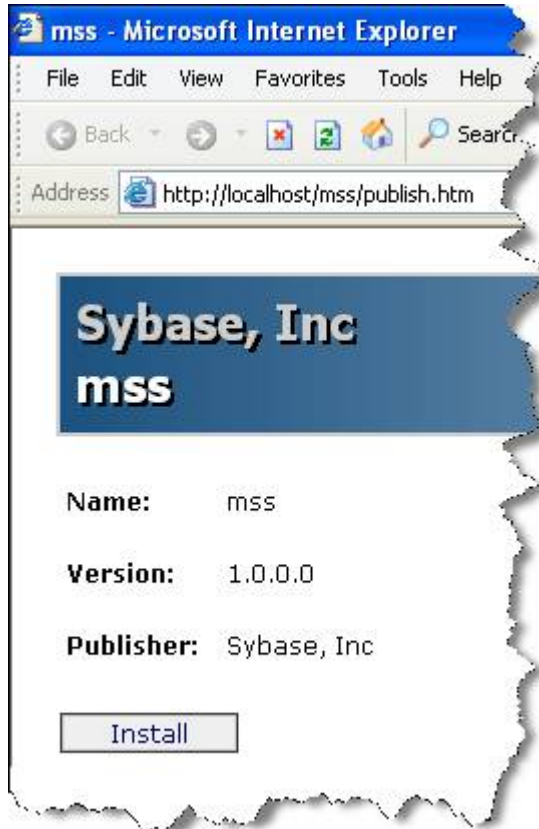 mss - Microsoft Internet Explorer
File Edit View Favorites Tools Help
Back
Address http://localhost/mss/publish.htm
Sybase, Inc
mss
Name: mss
Version: 1.0.0.0
Publisher: Sybase, Inc
Install